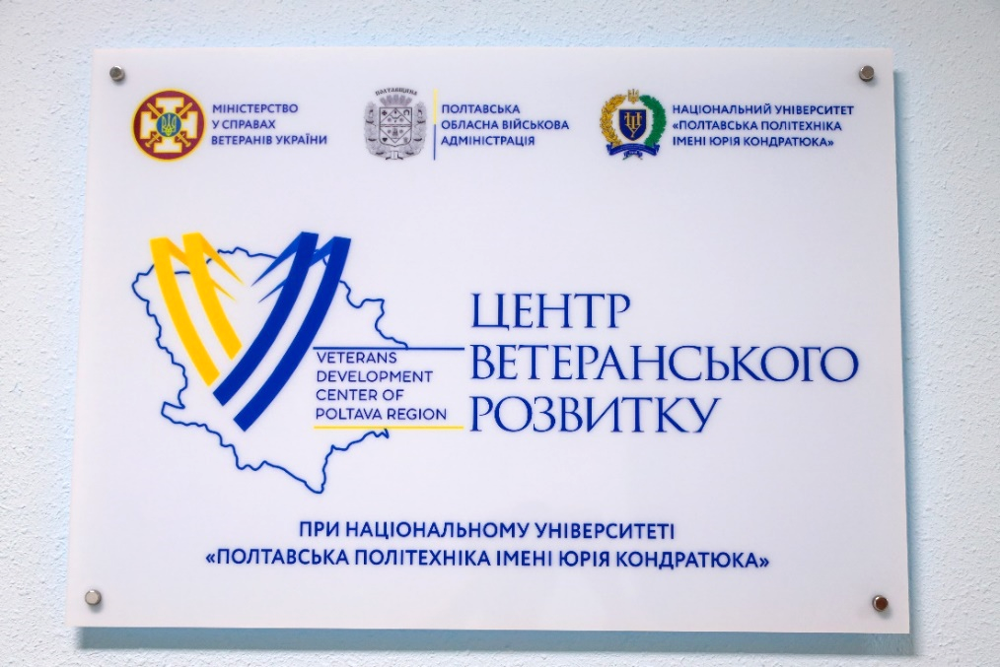 МІНІСТЕРСТВО
У СПРАВАХ
ВЕТЕРАНІВ УКРАЇНИ
ПОЛТАВЩИНА
ПОЛТАВСЬКА
ОБЛАСНА ВІЙСЬКОВА
АДМІНІСТРАЦІЯ
НАЦІОНАЛЬНИЙ УНІВЕРСИТЕТ
«ПОЛТАВСЬКА ПОЛІТЕХНІКА
ІМЕНІ ЮРІЯ КОНДРАТЮКА»
VETERANS
DEVELOPMENT
CENTER OF
POLTAVA REGION
ЦЕНТР
ВЕТЕРАНСЬКОГО
РОЗВИТКУ
ПРИ НАЦІОНАЛЬНОМУ УНІВЕРСИТЕТІ
«ПОЛТАВСЬКА ПОЛІТЕХНІКА ІМЕНІ ЮРІЯ КОНДРАТЮКА»